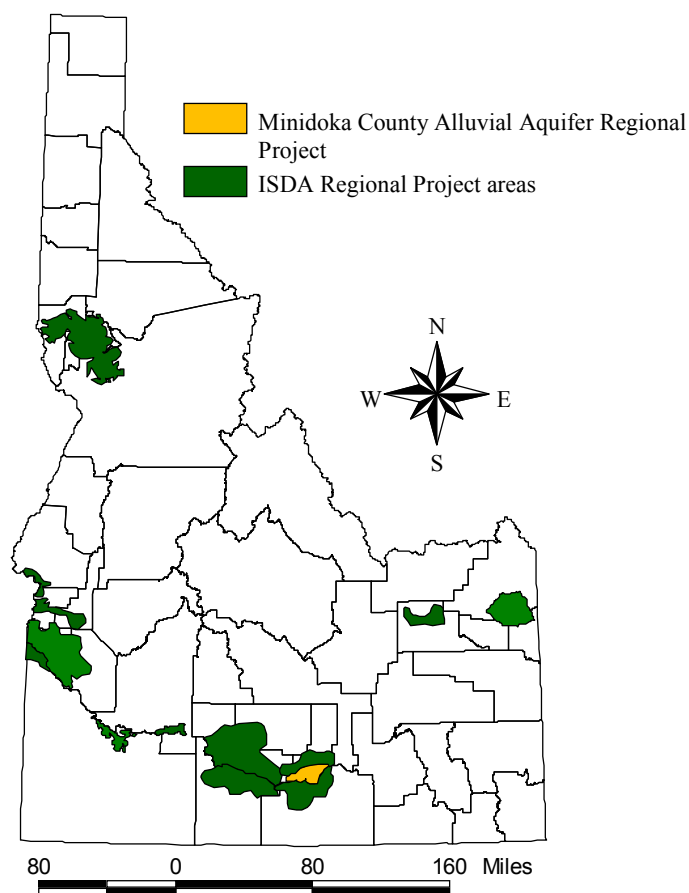 Minidoka County Alluvial Aquifer Regional
Project
ISDA Regional Project areas
N
W E
S
80 0 80 160 Miles